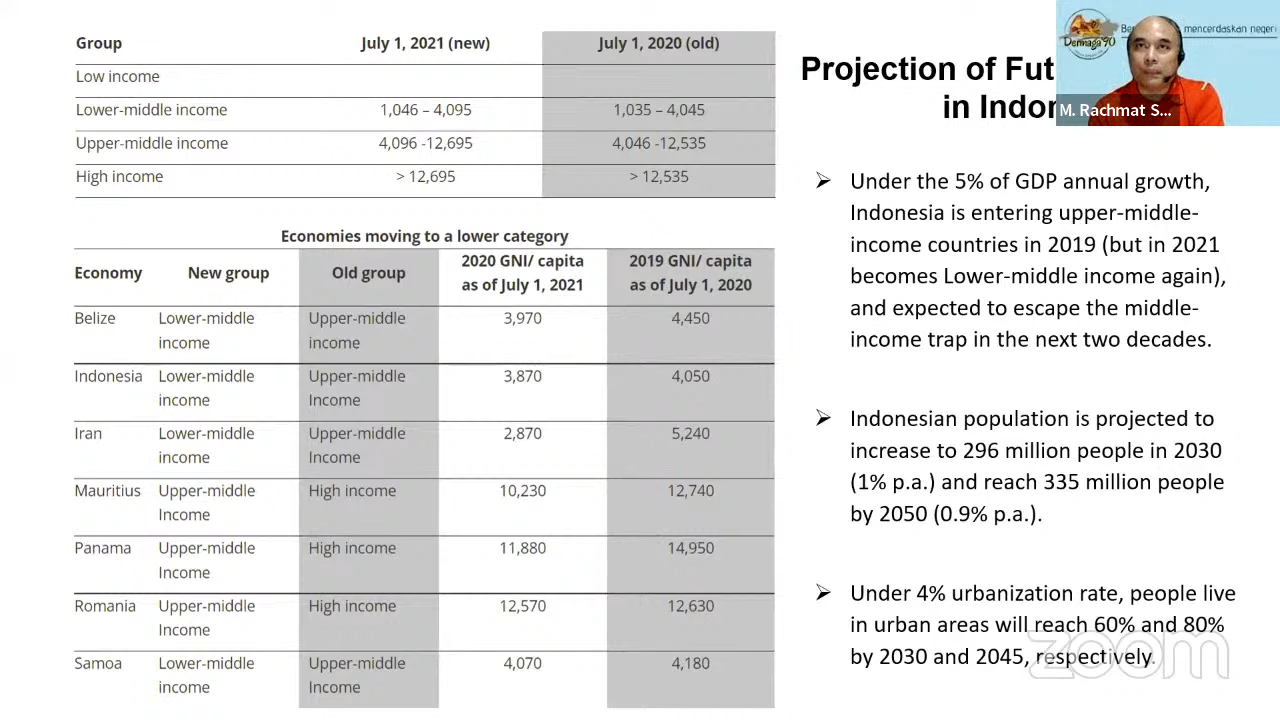 Group July 1, 2021 (new) July 1, 2020 (old)
Low income
Lower-middle income 1,046 – 4,095 1,035 – 4,045
Upper-middle income 4,096 -12,695 4,046 -12,535
High income > 12,695 > 12,535
Economies moving to a lower category
Economy New group Old group 2020 GNI/ capita 2019 GNI/ capita
as of July 1, 2021 as of July 1, 2020
Belize Lower-middle Upper-middle 3,970 4,450
income income
Indonesia Lower-middle Upper-middle 3,870 4,050
income Income
Iran Lower-middle Upper-middle 2,870 5,240
income Income
Mauritius Upper-middle High income 10,230 12,740
Income
Panama Upper-middle High income 11,880 14,950
Income
Romania Upper-middle High income 12,570 12,630
Income
Samoa Lower-middle Upper-middle 4,070 4,180
income Income
Projection of Fut
in Indon
Dermaga 90
Be mencerdaskan negeri
M. Rachmat S...
➢ Under the 5% of GDP annual growth,
Indonesia is entering upper-middle-
income countries in 2019 (but in 2021
becomes Lower-middle income again),
and expected to escape the middle-
income trap in the next two decades.
➢ Indonesian population is projected to
increase to 296 million people in 2030
(1% p.a.) and reach 335 million people
by 2050 (0.9% p.a.).
➢ Under 4% urbanization rate, people live
in urban areas will reach 60% and 80%
by 2030 and 2045, respectively.
zoom